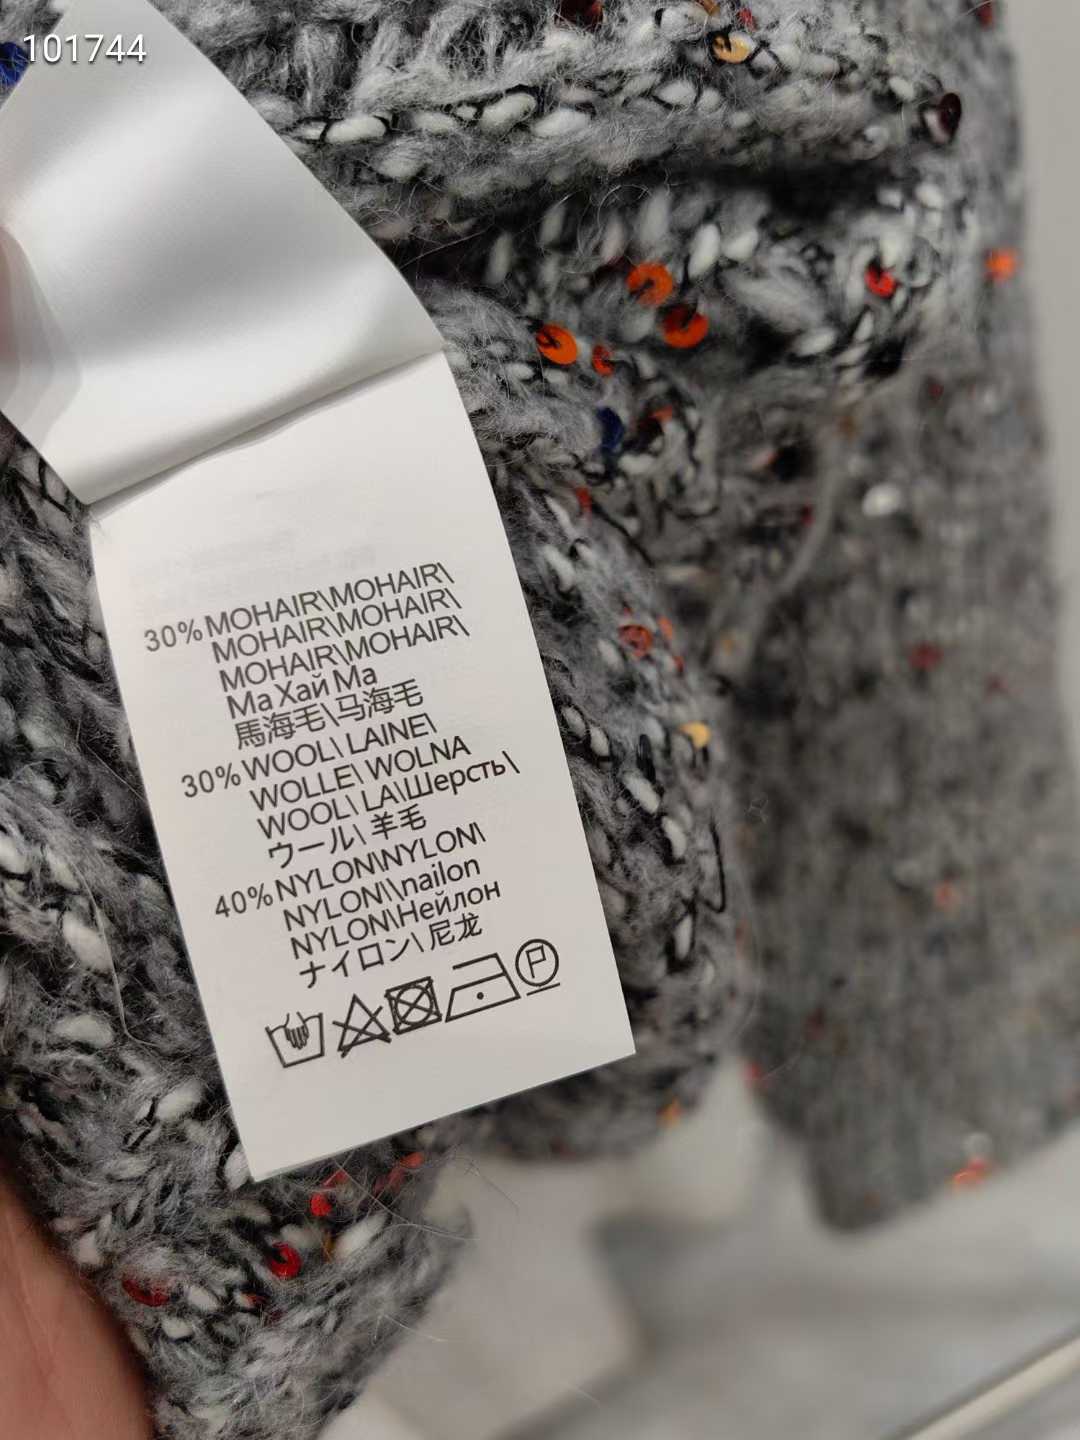 101744
30% MOHAIR\MOHAIR\
MOHAIR\MOHAIR\
MOHAIR\MOHAIR\
Ма Хай Ма
馬海毛\马海毛
30% WOOL\ LAINE\
WOLLE\ WOLNA
WOOL\ LA\Шерсть\
ウール\ 羊毛
40% NYLON\NYLON\
NYLON\\nailon
NYLON\Нейлон
ナイロン\ 尼龙
P